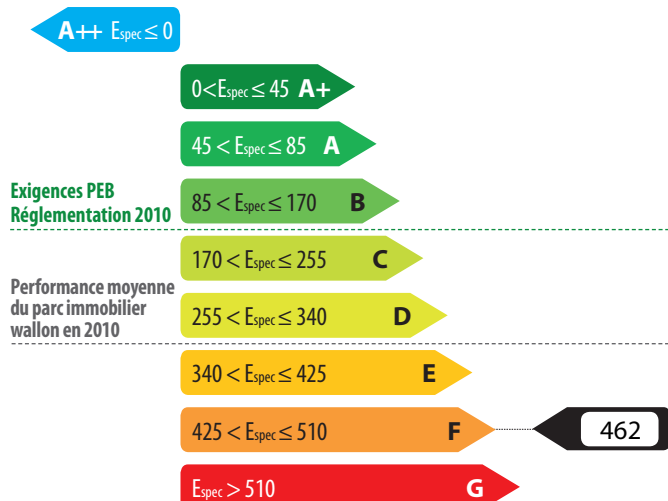 A++ Espec ≤ 0
0<Espec ≤ 45 A+
45 < Espec ≤ 85 A
Exigences PEB
Réglementation 2010
85 < Espec ≤ 170 B
170 < Espec ≤ 255 C
Performance moyenne
du parc immobilier
wallon en 2010
255 < Espec ≤ 340 D
340 < Espec ≤ 425 E
425 < Espec ≤ 510 F
462
Espec > 510 G